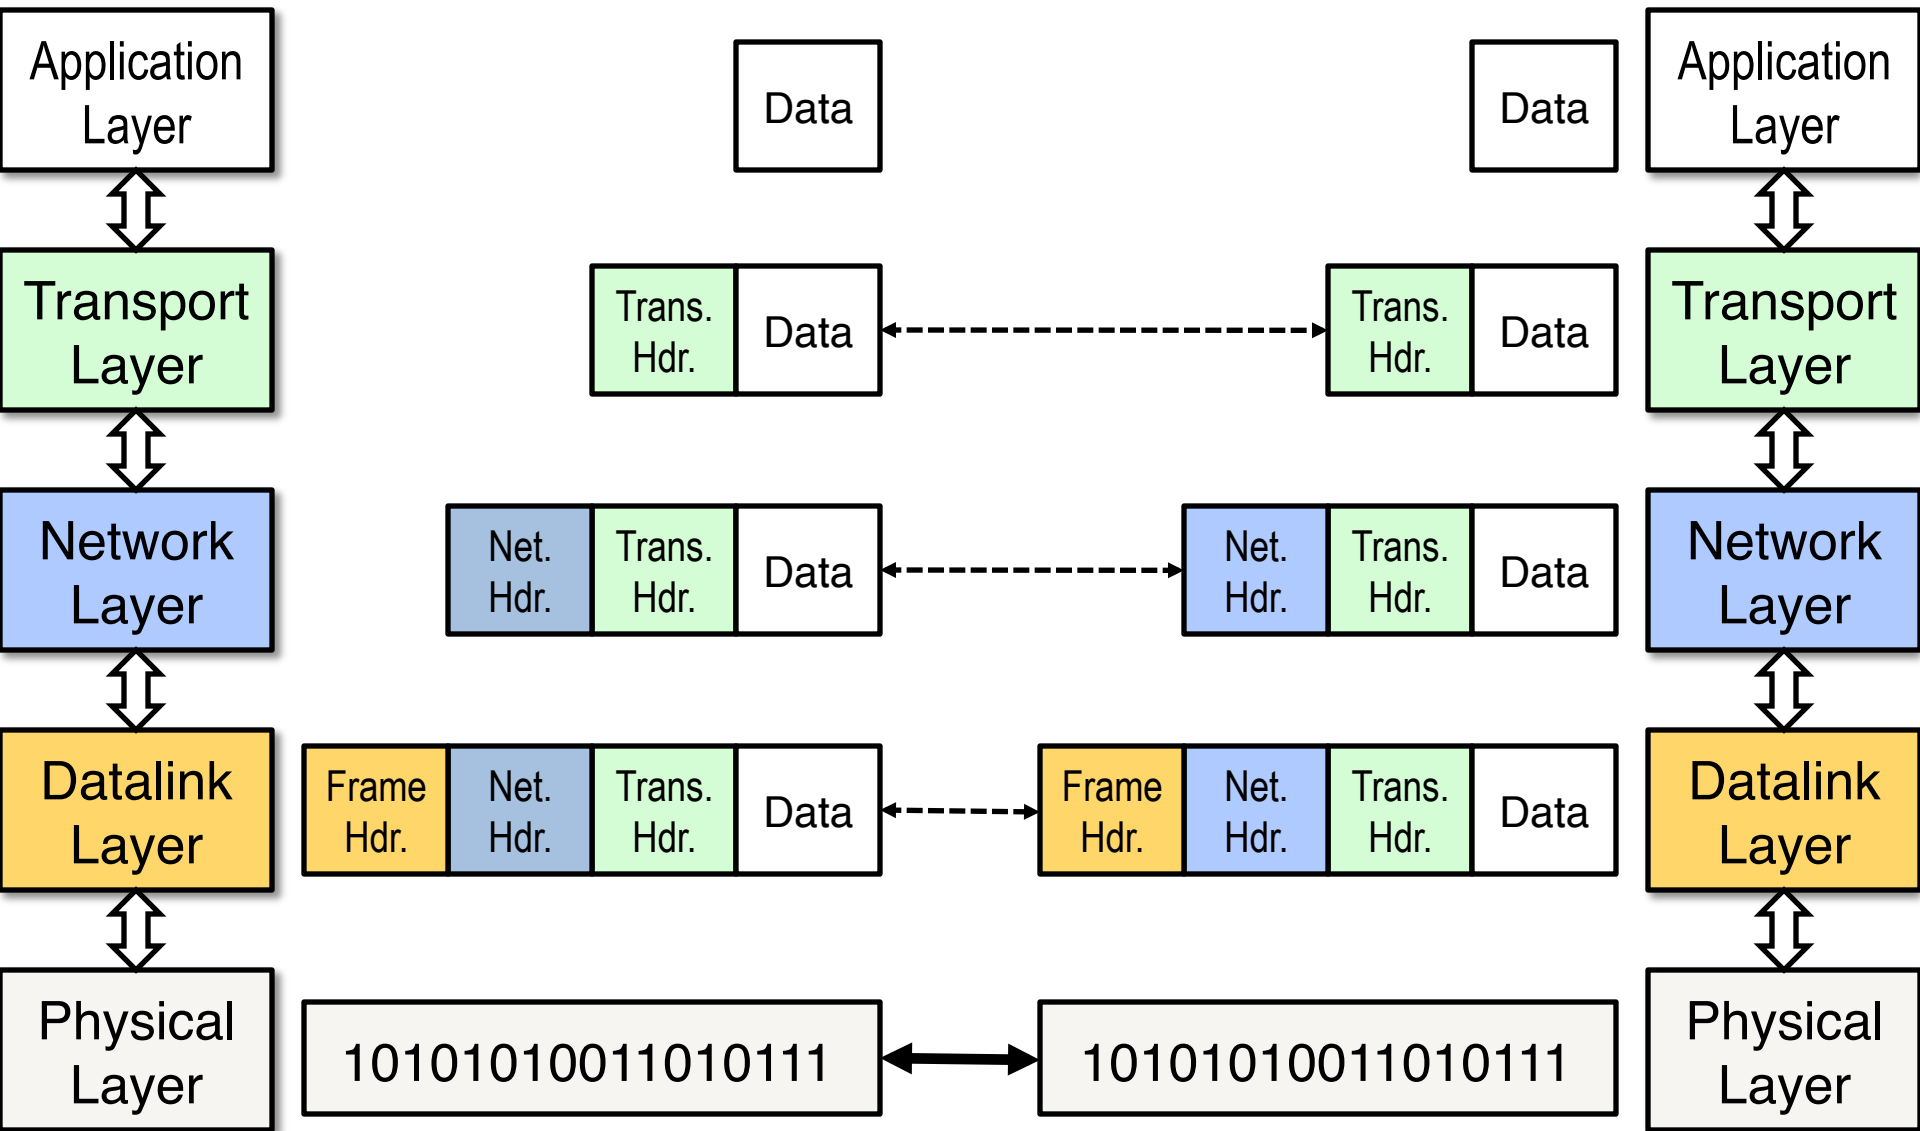 Application
Layer
Data
Data
Application
Layer
Transport
Layer
Trans.
Hdr.
Data
Trans.
Hdr.
Data
Transport
Layer
Network
Layer
Net.
Hdr.
Trans.
Hdr.
Data
Net.
Hdr.
Trans.
Hdr.
Data
Network
Layer
Datalink
Layer
Frame
Hdr.
Net.
Hdr.
Trans.
Hdr.
Data
Frame
Hdr.
Net.
Hdr.
Trans.
Hdr.
Data
Datalink
Layer
Physical
Layer
10101010011010111
10101010011010111
Physical
Layer